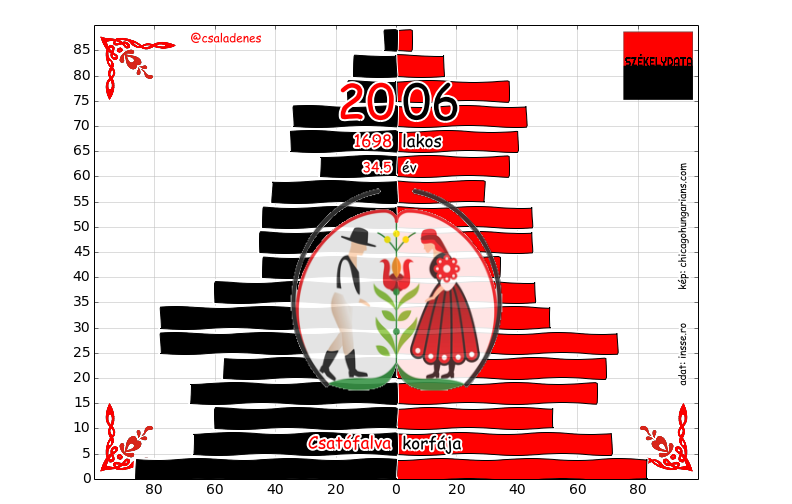 @csaladenes
SZÉKELYDATA
2006
1698 lakos
34.5 év
kép: chicagohungarians.com
adat: insse.ro
Csatófalva korfája
85
80
75
70
65
60
55
50
45
40
35
30
25
20
15
10
5
0
80 60 40 20 0 20 40 60 80